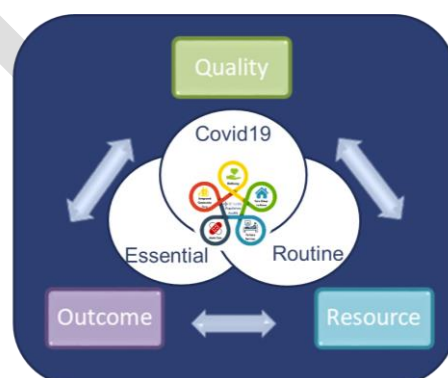 Quality
Covid19
Essential
Routine
Outcome
Resource